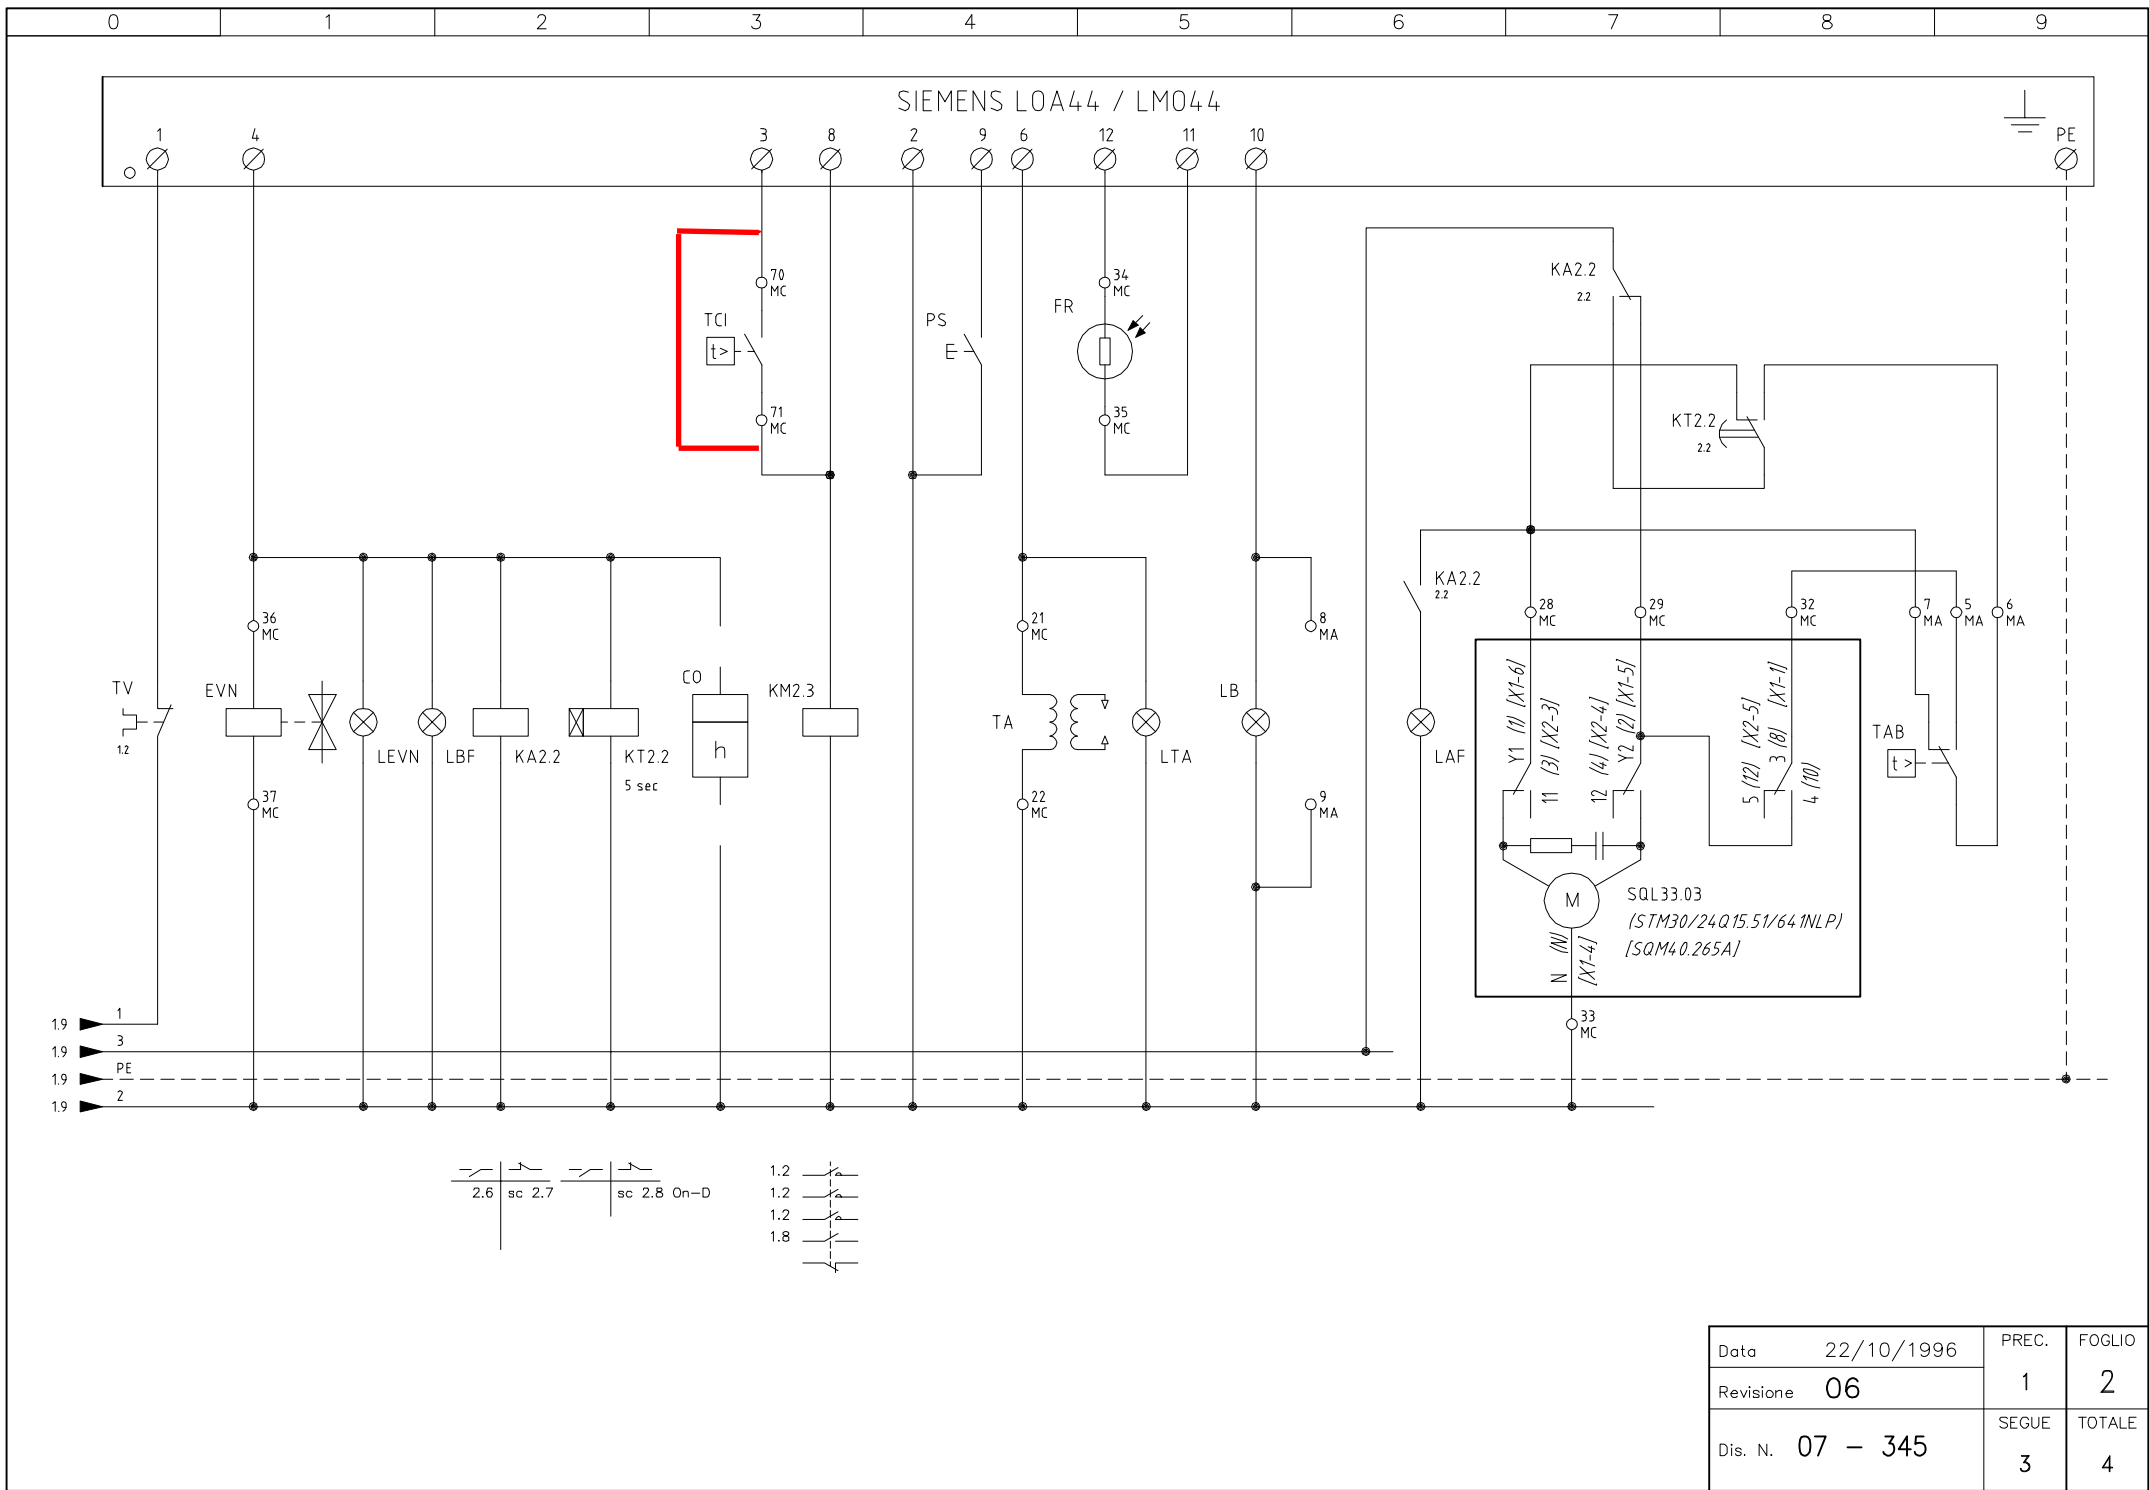 0 1 2 3 4 5 6 7 8 9
SIEMENS LOA44 / LMO44
1 4 3 8 2 9 6 12 11 10 PE
70
MC
TCI
t>
71
MC
PS
34
MC
FR
35
MC
KA2.2
2.2
KT2.2
2.2
KA2.2
2.2
36
MC
21
MC
8
MA
28
MC
29
MC
32
MC
7
MA
5
MA
6
MA
TV
1.2
EVN
LEVN
LBF
KA2.2
KT2.2
5 sec
CO
h
KM2.3
TA
LTA
LB
LAF
Y1 (1) [X1-6]
11 (3) [X2-3]
12 (4) [X2-4]
Y2 (2) [X1-5]
5 (12) [X2-5]
3 (8) [X1-1]
4 (10)
TAB
t>
37
MC
22
MC
9
MA
M
SQL33.03
(STM30/24Q15.51/641NLP)
[SQM40.265A]
N (N)
[X1-4]
33
MC
1.9 1
1.9 3
1.9 PE
1.9 2
2.6 sc 2.7
sc 2.8 On-D
1.2
1.2
1.2
1.8
Data 22/10/1996
PREC.
1
FOGLIO
2
Revisione 06
Dis. N. 07 - 345
SEGUE
3
TOTALE
4